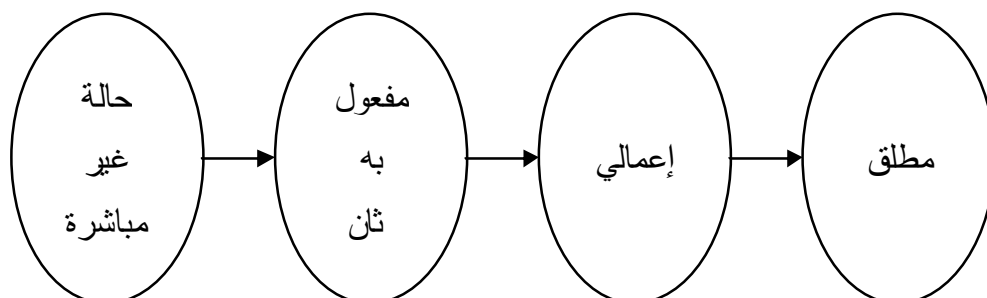 مطلق
إعمالي
مفعول
به
ثان
حالة
غير
مباشرة